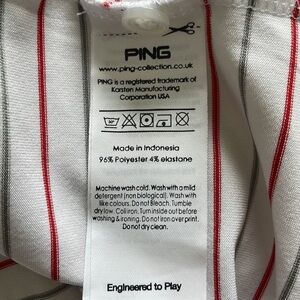 PING
www.ping-collection.co.uk
PING is a registered trademark of
Karsten Manufacturing
Corporation USA
Made in Indonesia
96% Polyester 4% elastane
Machine wash cold. Wash with a mild
detergent (non biological). Wash with
like colours. Do not Bleach. Tumble
dry low. Cool iron. Turn inside out before
washing & ironing. Do not iron over print.
Do not dry clean.
Engineered to Play